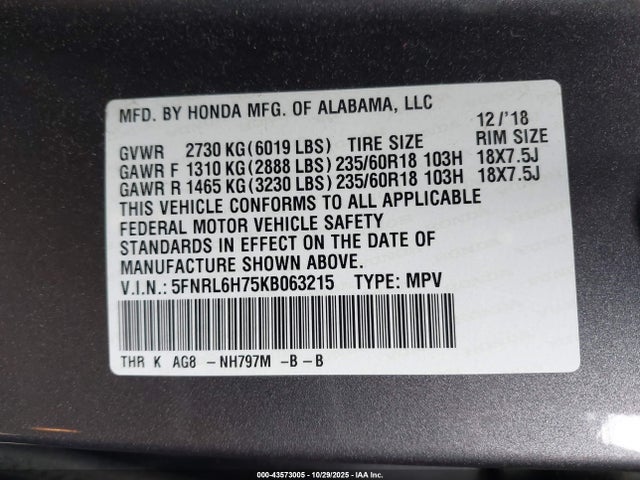 MFD. BY HONDA MFG. OF ALABAMA, LLC
12/'18
GVWR 2730 KG(6019 LBS) TIRE SIZE RIM SIZE
GAWR F 1310 KG(2888 LBS) 235/60R18 103H 18X7.5J
GAWR R 1465 KG(3230 LBS) 235/60R18 103H 18X7.5J
THIS VEHICLE CONFORMS TO ALL APPLICABLE
FEDERAL MOTOR VEHICLE SAFETY
STANDARDS IN EFFECT ON THE DATE OF
MANUFACTURE SHOWN ABOVE.
V.I.N.: 5FNRL6H75KB063215 TYPE: MPV
THR K AG8 -NH797M -B -B
000-43573005 - 10/29/2025 - IAA Inc.